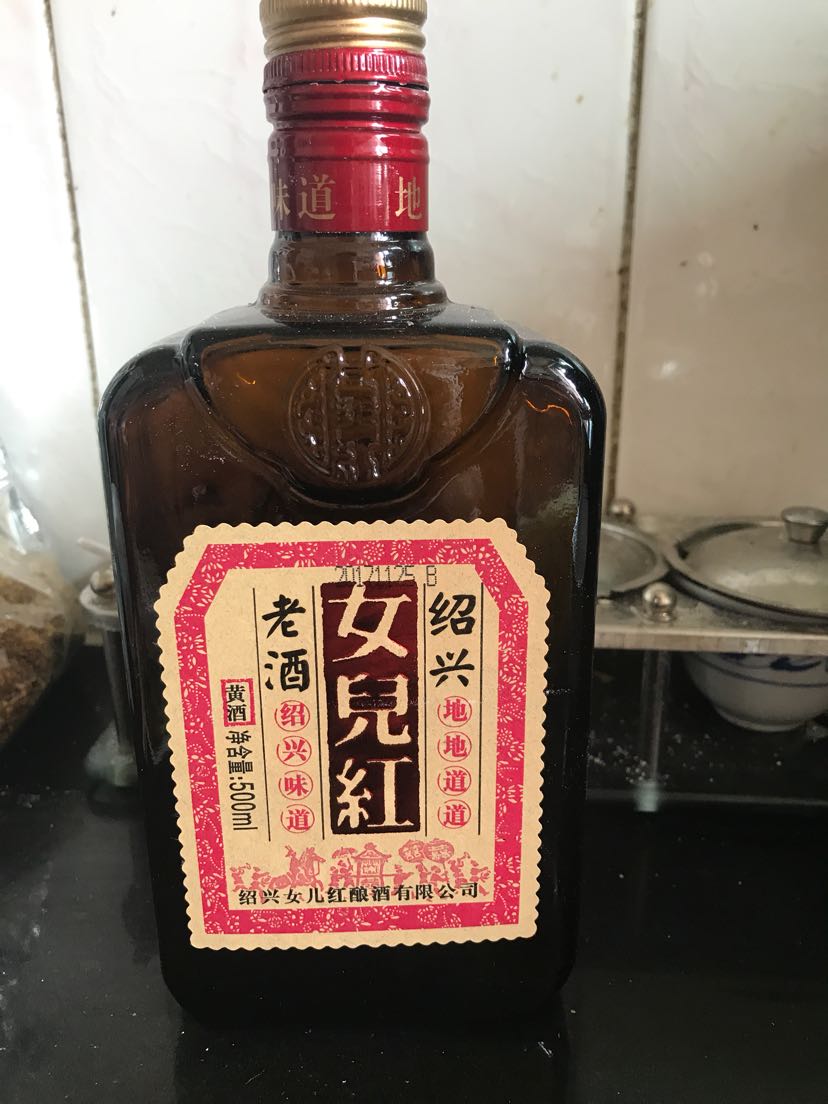 味道 地
20171125 B
绍兴
女兒紅
老酒
地地道道
绍兴味道
黄酒
净含量:500ml
绍兴女儿红酿酒有限公司